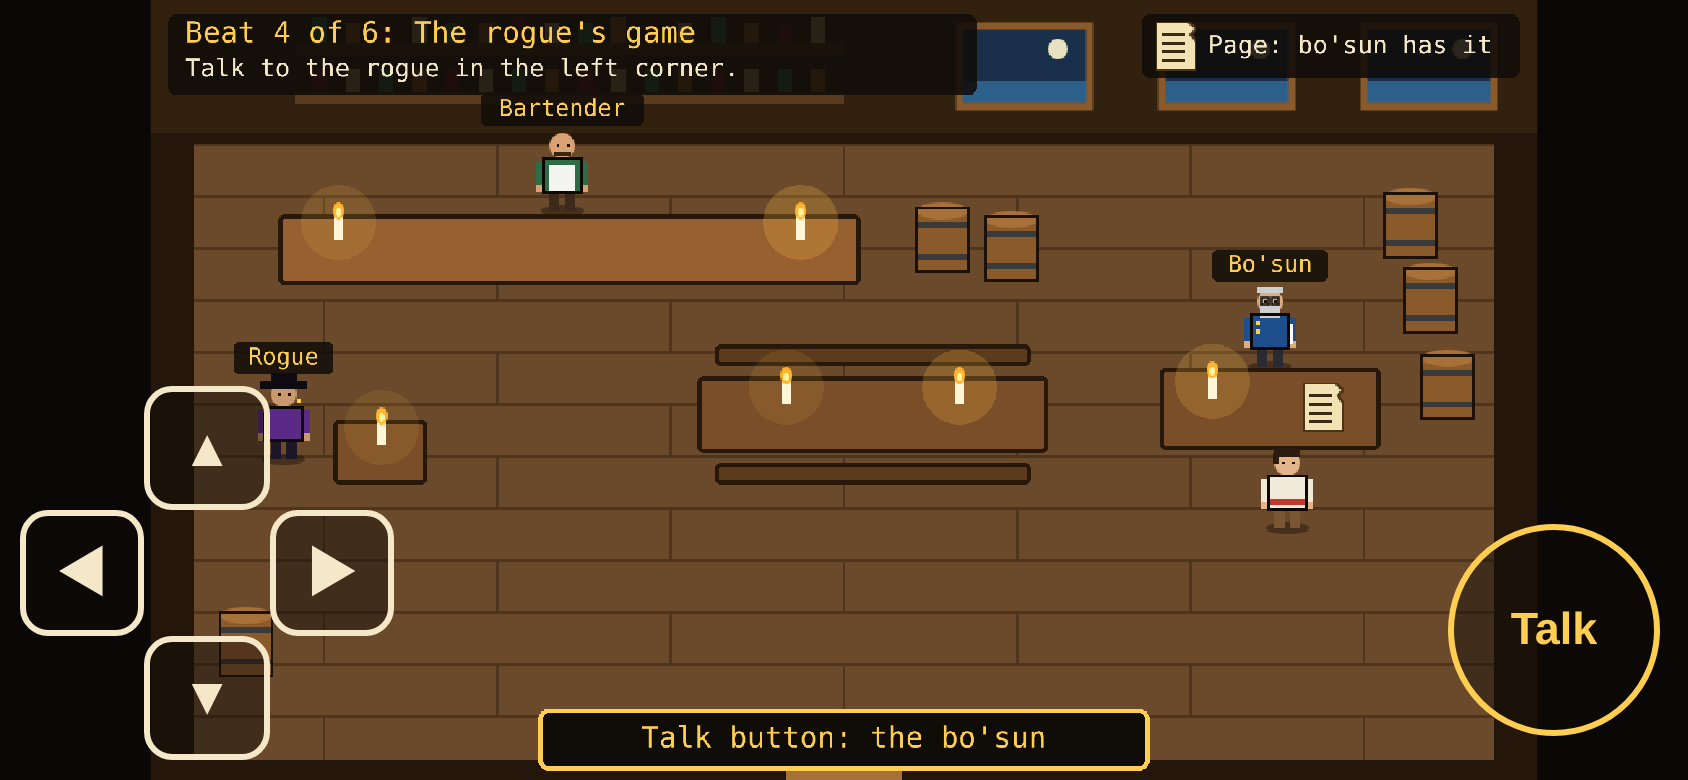 Beat 4 of 6: The rogue's game
Talk to the rogue in the left corner.
Page: bo'sun has it
Bartender
Bo'sun
Rogue
Talk
Talk button: the bo'sun